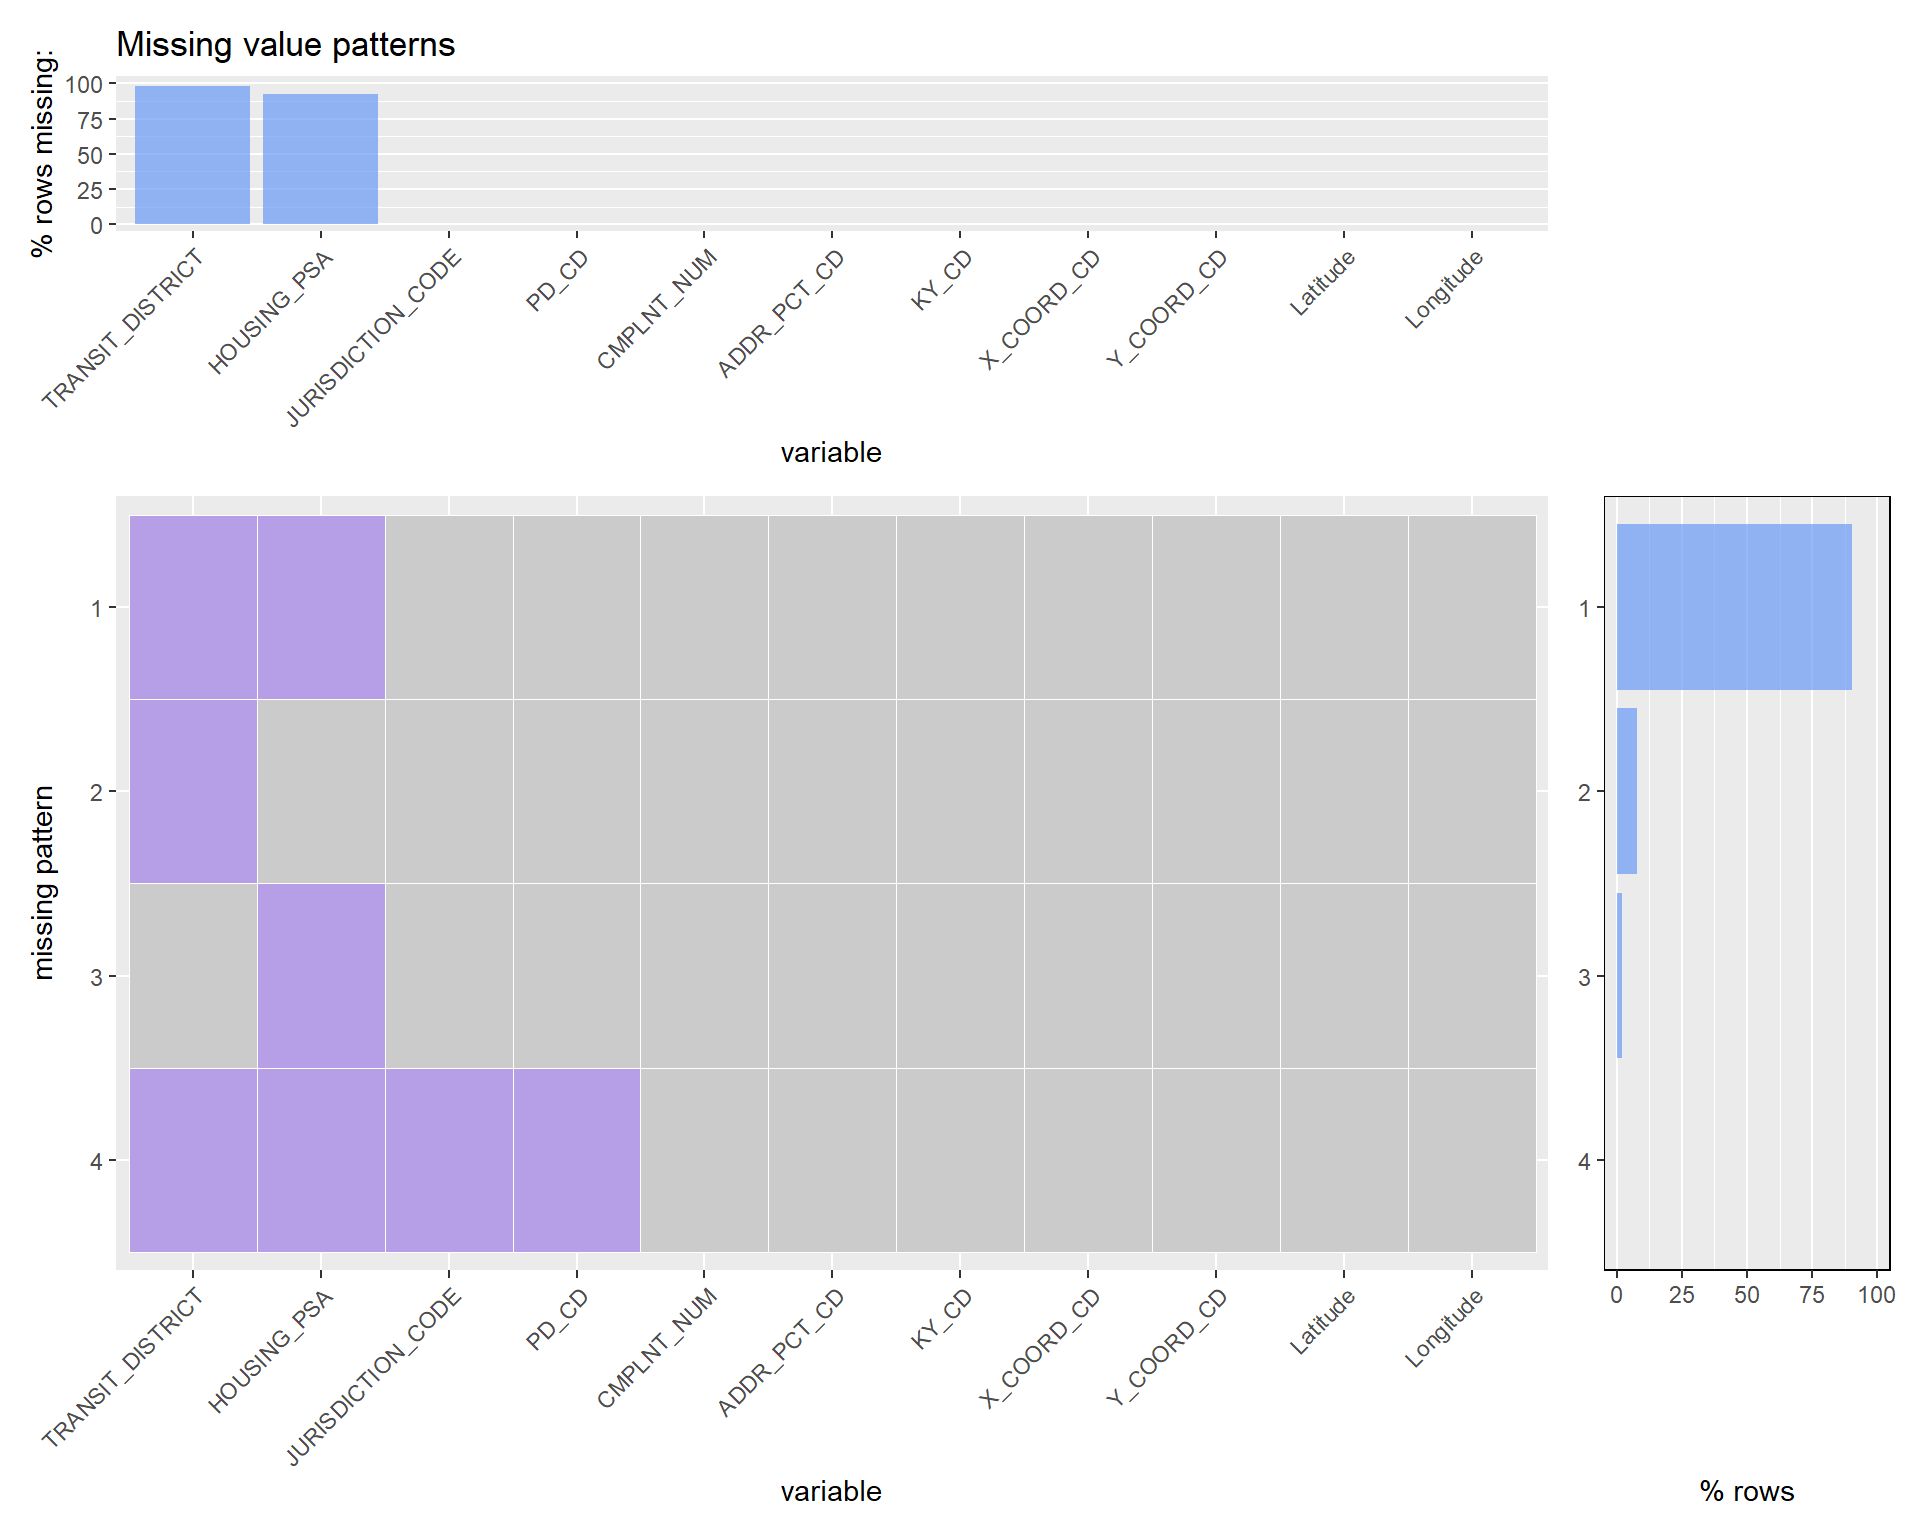 Missing value patterns
% rows missing:
100
75
50
25
0
TRANSIT_DISTRICT
HOUSING_PSA
JURISDICTION_CODE
PD_CD
CMPLNT_NUM
ADDR_PCT_CD
KY_CD
X_COORD_CD
Y_COORD_CD
Latitude
Longitude
variable
missing pattern
1
2
3
4
TRANSIT_DISTRICT
HOUSING_PSA
JURISDICTION_CODE
PD_CD
CMPLNT_NUM
ADDR_PCT_CD
KY_CD
X_COORD_CD
Y_COORD_CD
Latitude
Longitude
variable
1
2
3
4
0 25 50 75 100
% rows